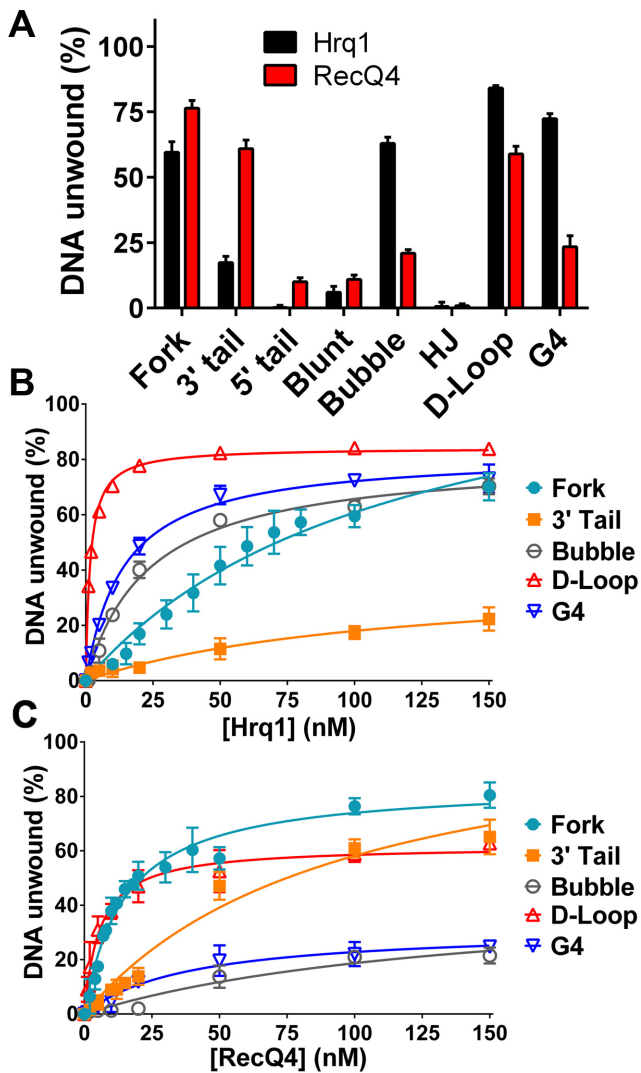 A
DNA unwound (%)
100
75
50
25
0
Hrq1
RecQ4
Fork
3' tail
5' tail
Blunt
Bubble
HJ
D-Loop
G4
B
DNA unwound (%)
100
80
60
40
20
0
0 25 50 75 100 125 150
[Hrq1] (nM)
Fork
3' Tail
Bubble
D-Loop
G4
C
DNA unwound (%)
100
80
60
40
20
0
0 25 50 75 100 125 150
[RecQ4] (nM)
Fork
3' Tail
Bubble
D-Loop
G4